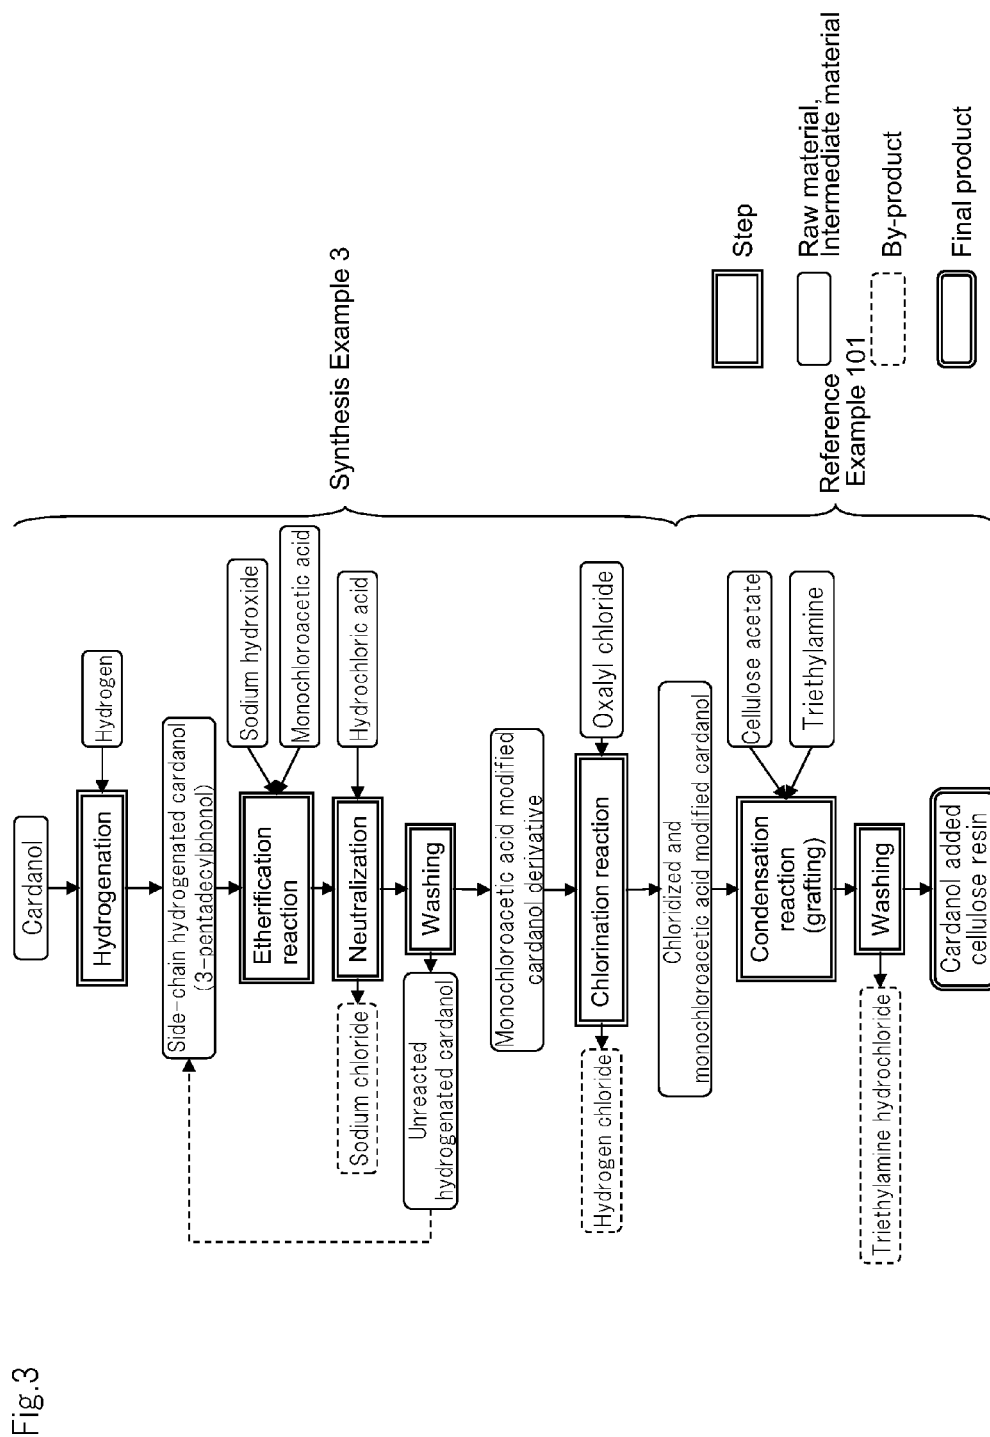 Fig.3
Cardanol
Hydrogen
Hydrogenation
Side-chain hydrogenated cardanol
(3-pentadecylphonol)
Sodium hydroxide
Monochloroacetic acid
Etherification
reaction
Hydrochloric acid
Neutralization
Sodium chloride
Washing
Unreacted
hydrogenated cardanol
Monochloroacetic acid modified
cardanol derivative
Oxalyl chloride
Chlorination reaction
Hydrogen chloride
Chloridized and
monochloroacetic acid modified cardanol
Cellulose acetate
Triethylamine
Condensation
reaction
(grafting)
Washing
Triethylamine hydrochloride
Cardanol added
cellulose resin
Synthesis Example 3
Reference
Example 101
Step
Raw material,
Intermediate material
By-product
Final product